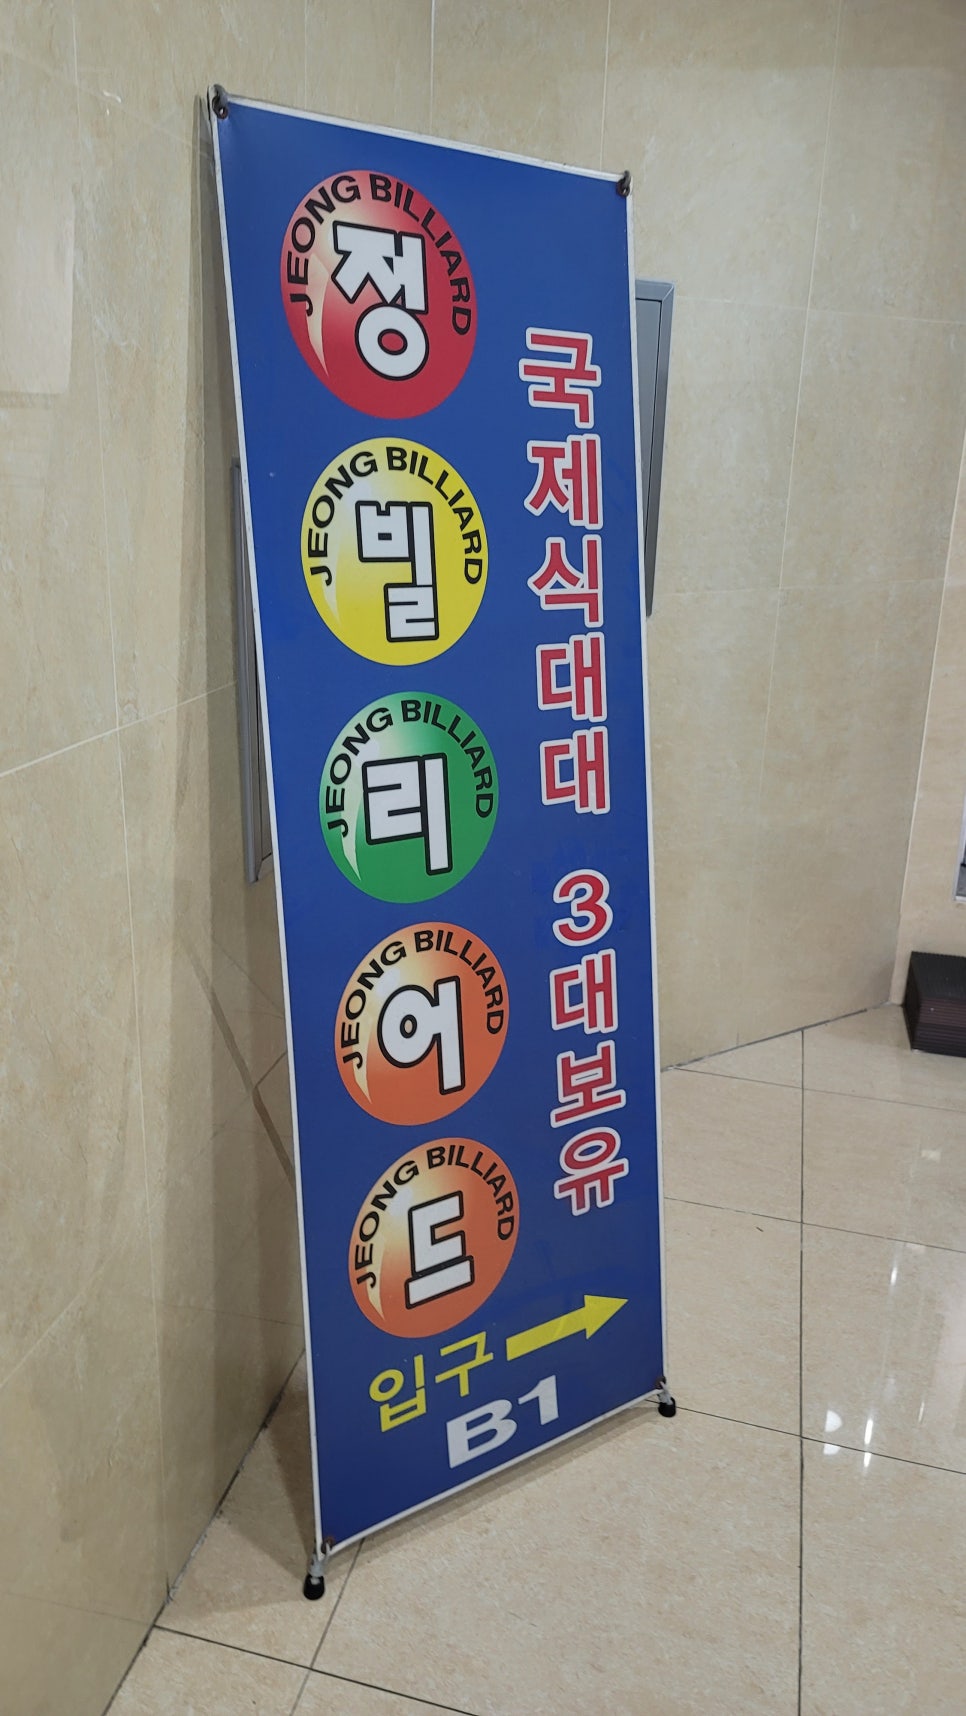 JEONG BILLIARD
정
JEONG BILLIARD
빌
JEONG BILLIARD
리
JEONG BILLIARD
어
JEONG BILLIARD
드
국제식대대 3대보유
입구
B1